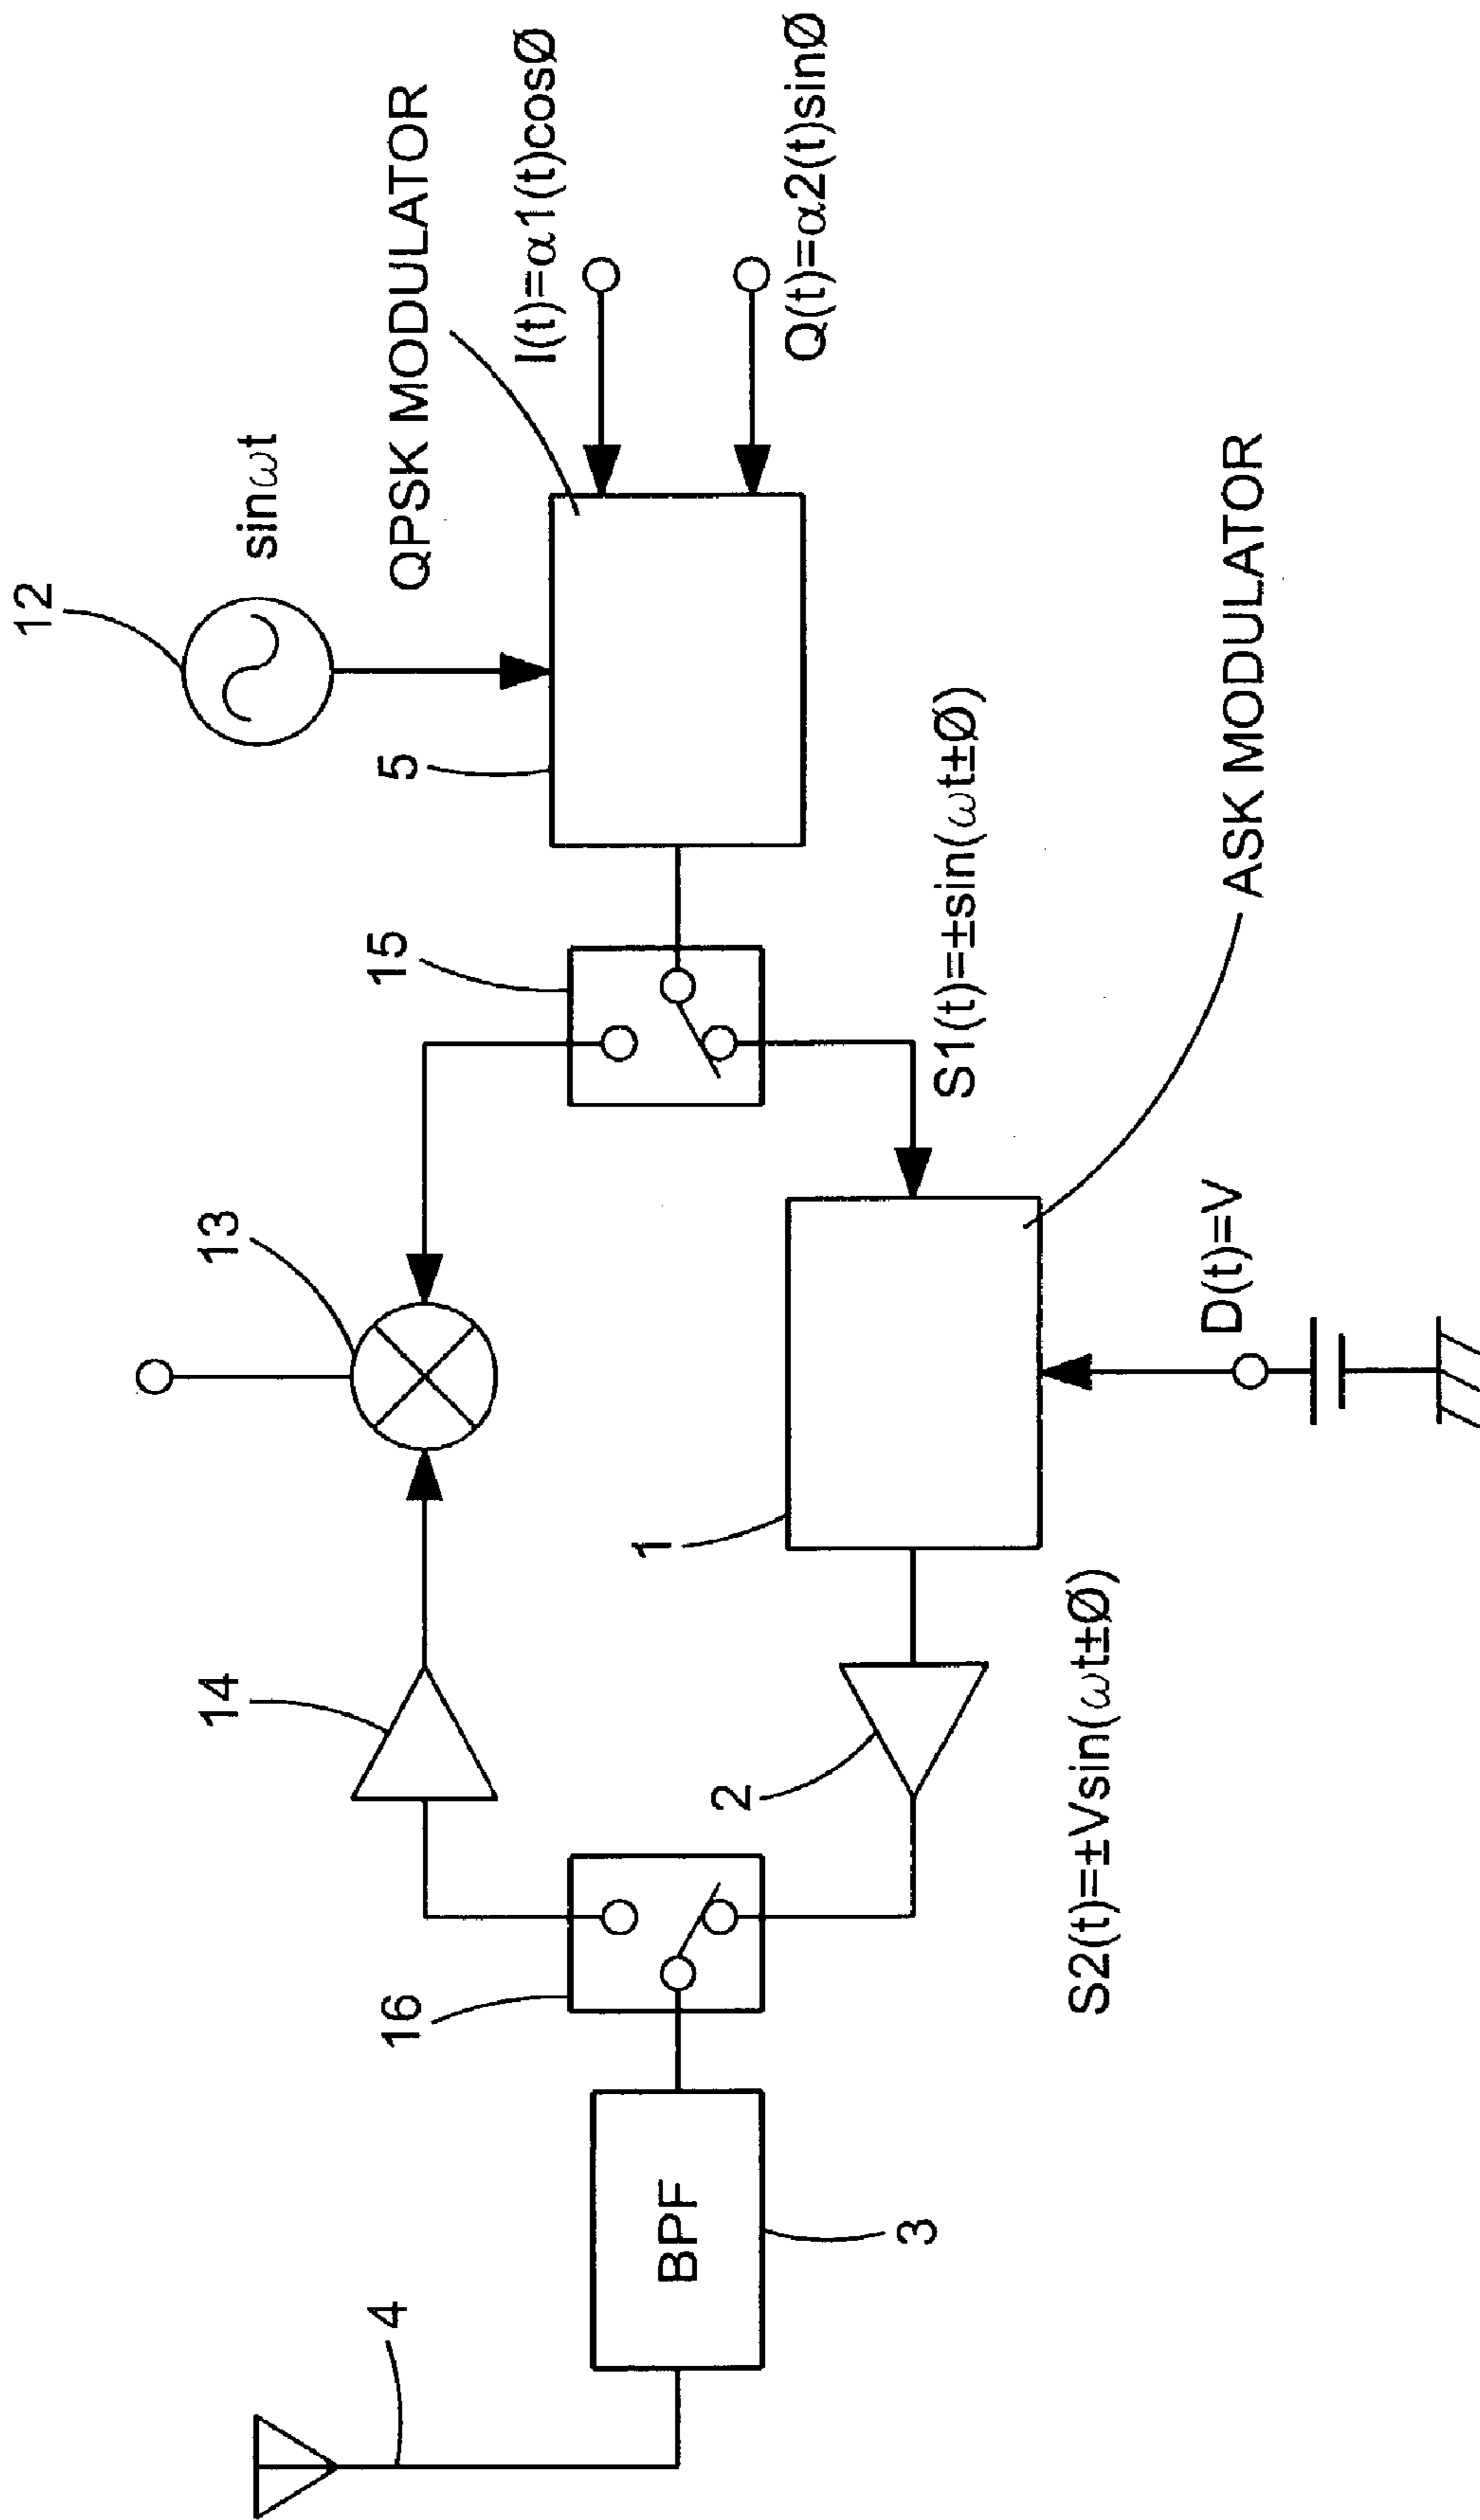 12
sinωt
QPSK MODULATOR
I(t)=α1(t)cosØ
Q(t)=α2(t)sinØ
5
15
S1(t)=±sin(ωt±Ø)
ASK MODULATOR
13
1
D(t)=V
14
2
S2(t)=±Vsin(ωt±Ø)
16
BPF
3
4